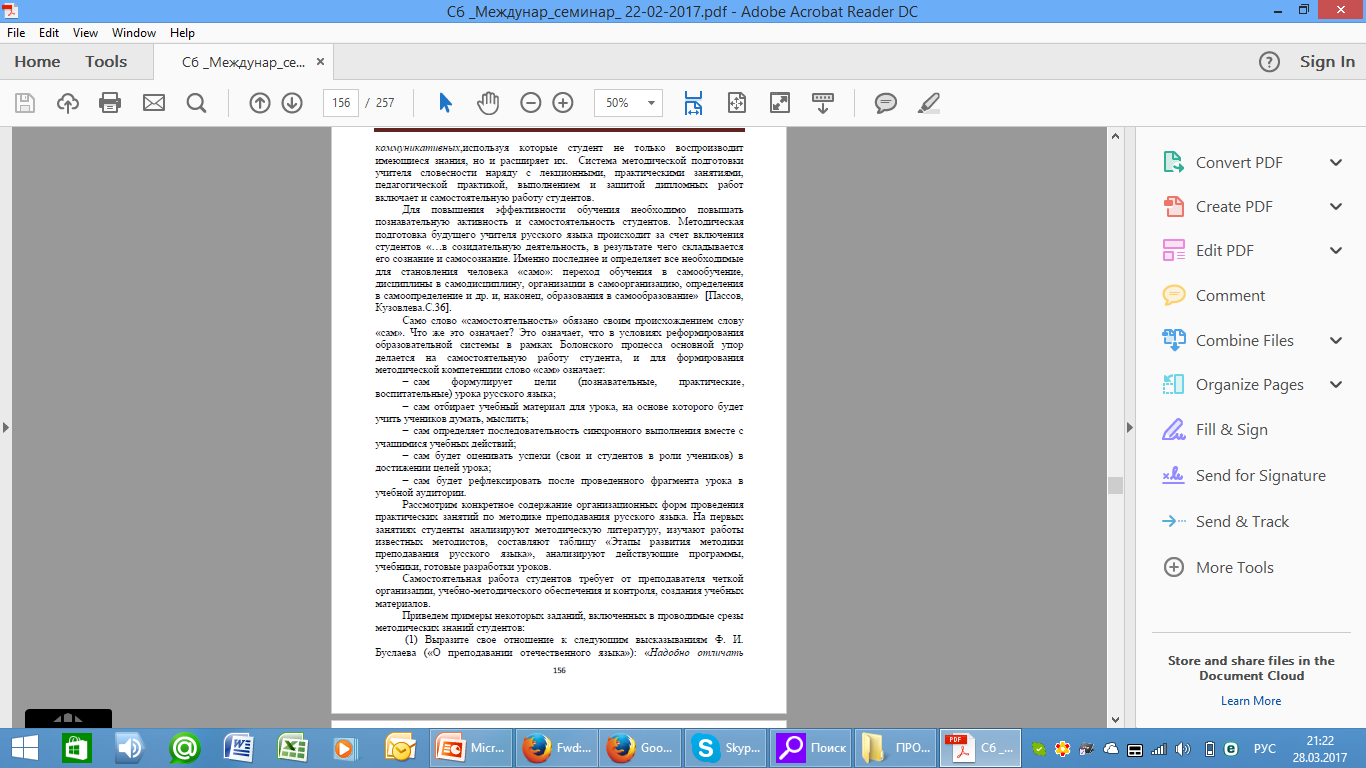 Сб _Междунар_семинар_ 22-02-2017.pdf - Adobe Acrobat Reader DC
File Edit View Window Help
Home Tools Сб _Междунар_се... × Sign In
156 / 257 50%
коммуникативных,используя которые студент не только воспроизводит
имеющиеся знания, но и расширяет их. Система методической подготовки
учителя словесности наряду с лекционными, практическими занятиями,
педагогической практикой, выполнением и защитой дипломных работ
включает и самостоятельную работу студентов.
Для повышения эффективности обучения необходимо повышать
познавательную активность и самостоятельность студентов. Методическая
подготовка будущего учителя русского языка происходит за счет включения
студентов «…в созидательную деятельность, в результате чего складывается
его сознание и самосознание. Именно последнее и определяет все необходимые
для становления человека «само»: переход обучения в самообучение,
дисциплины в самодисциплину, организации в самоорганизацию, определения
в самоопределение и др. и, наконец, образования в самообразование» [Пассов,
Кузовлева.С.36].
Само слово «самостоятельность» обязано своим происхождением слову
«сам». Что же это означает? Это означает, что в условиях реформирования
образовательной системы в рамках Болонского процесса основной упор
делается на самостоятельную работу студента, и для формирования
методической компетенции слово «сам» означает:
– сам формулирует цели (познавательные, практические,
воспитательные) урока русского языка;
– сам отбирает учебный материал для урока, на основе которого будет
учить учеников думать, мыслить;
– сам определяет последовательность синхронного выполнения вместе с
учащимися учебных действий;
– сам будет оценивать успехи (свои и студентов в роли учеников) в
достижении целей урока;
– сам будет рефлексировать после проведенного фрагмента урока в
учебной аудитории.
Рассмотрим конкретное содержание организационных форм проведения
практических занятий по методике преподавания русского языка. На первых
занятиях студенты анализируют методическую литературу, изучают работы
известных методистов, составляют таблицу «Этапы развития методики
преподавания русского языка», анализируют действующие программы,
учебники, готовые разработки уроков.
Самостоятельная работа студентов требует от преподавателя четкой
организации, учебно-методического обеспечения и контроля, создания учебных
материалов.
Приведем примеры некоторых заданий, включенных в проводимые срезы
методических знаний студентов:
(1) Выразите свое отношение к следующим высказываниям Ф. И.
Буслаева («О преподавании отечественного языка»): «Надобно отличать
156
Convert PDF
Create PDF
Edit PDF
Comment
Combine Files
Organize Pages
Fill & Sign
Send for Signature
Send & Track
More Tools
Store and share files in the
Document Cloud
Learn More
Micr... Fwd:... Goo... Skyp... Поиск ПРО... Сб _... РУС 21:22
28.03.2017